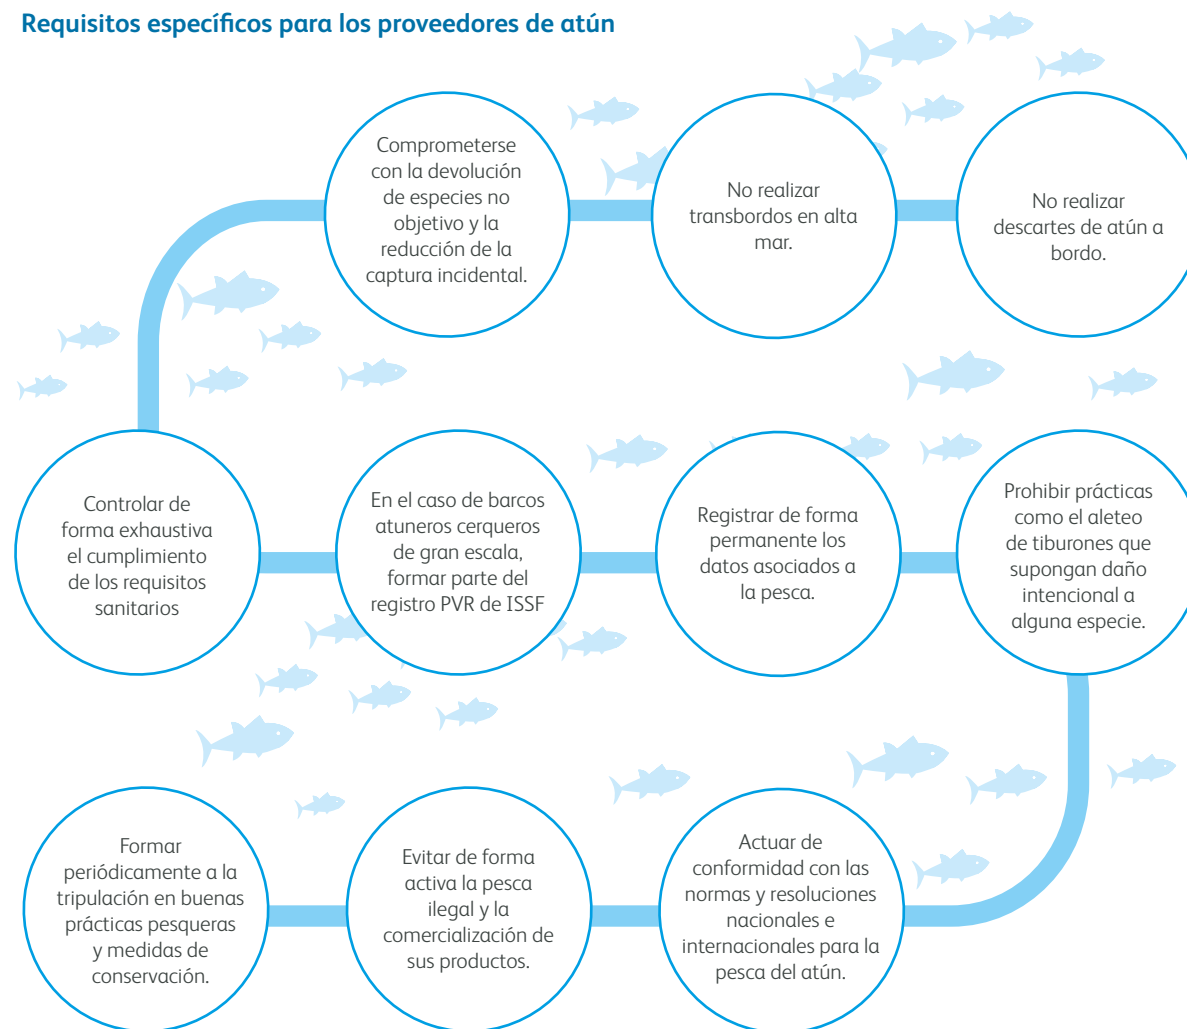 Requisitos específicos para los proveedores de atún
Comprometerse
con la devolución
de especies no
objetivo y la
reducción de la
captura incidental.
No realizar
transbordos en alta
mar.
No realizar
descartes de atún a
bordo.
Controlar de
forma exhaustiva
el cumplimiento
de los requisitos
sanitarios
En el caso de barcos
atuneros cerqueros
de gran escala,
formar parte del
registro PVR de ISSF
Registrar de forma
permanente los
datos asociados a
la pesca.
Prohibir prácticas
como el aleteo
de tiburones que
supongan daño
intencional a
alguna especie.
Formar
periódicamente a la
tripulación en buenas
prácticas pesqueras
y medidas de
conservación.
Evitar de forma
activa la pesca
ilegal y la
comercialización de
sus productos.
Actuar de
conformidad con las
normas y resoluciones
nacionales e
internacionales para la
pesca del atún.